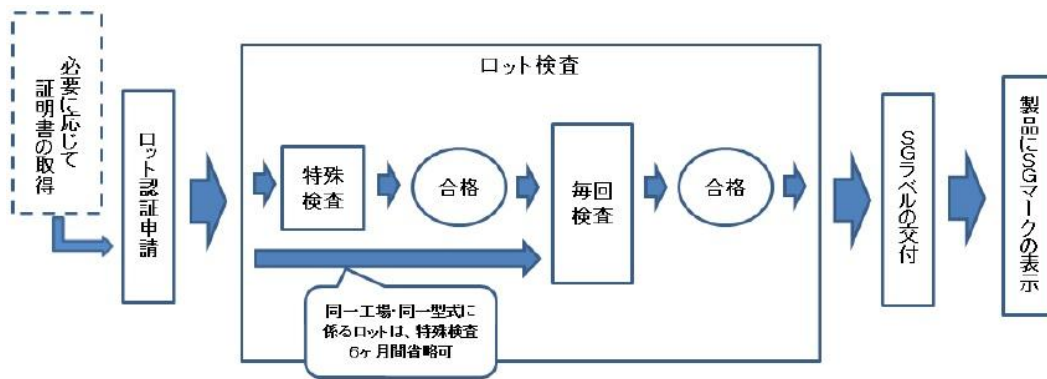 必要に応じて
証明書の取得
ロット認証申請
ロット検査
特殊
検査
合格
毎回
検査
合格
同一工場・同一型式に
係るロットは、特殊検査
6ヶ月間省略可
SGラベルの交付
製品にSGマークの表示